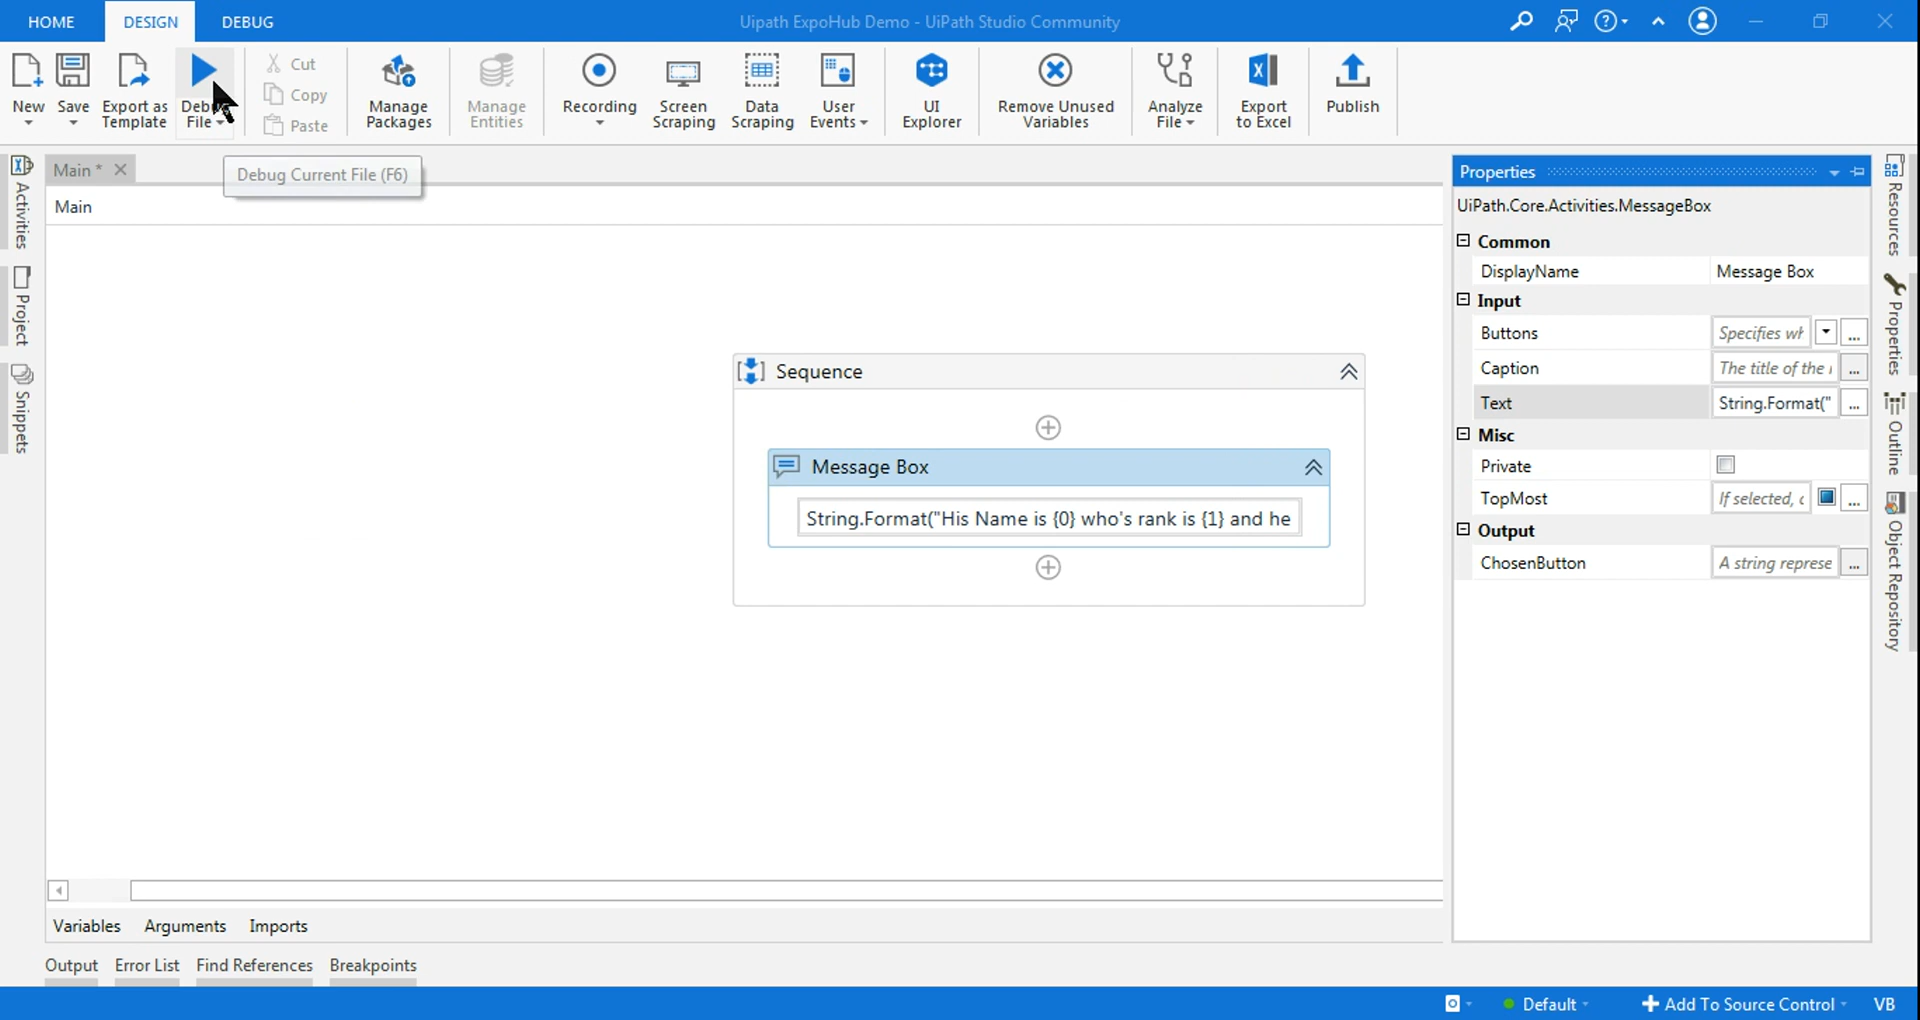 HOME DESIGN DEBUG Uipath ExpoHub Demo - UiPath Studio Community
New Save Export as Template Debug File
Cut
Copy
Paste
Manage Packages
Manage Entities
Recording
Screen Scraping
Data Scraping
User Events
UI Explorer
Remove Unused Variables
Analyze File
Export to Excel
Publish
Main *
Debug Current File (F6)
Main
Activities
Project
Snippets
Sequence
Message Box
String.Format("His Name is {0} who's rank is {1} and he
Properties
UiPath.Core.Activities.MessageBox
Common
DisplayName Message Box
Input
Buttons Specifies wh
Caption The title of the
Text String.Format("
Misc
Private
TopMost If selected,
Output
ChosenButton A string represe
Resources
Properties
Outline
Object Repository
Variables Arguments Imports
Output Error List Find References Breakpoints
Default Add To Source Control VB